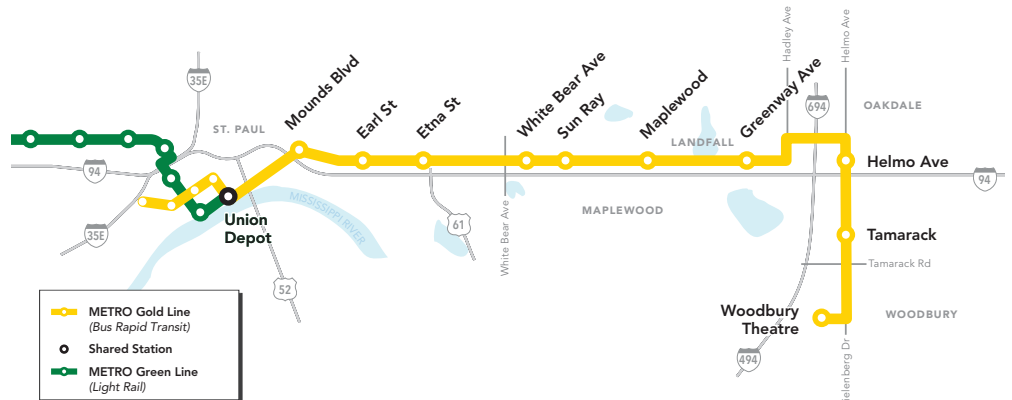 Hadley Ave
Helmo Ave
35E
Mounds Blvd
Earl St
Etna St
White Bear Ave
Sun Ray
Maplewood
Greenway Ave
694
OAKDALE
ST. PAUL
LANDFALL
94
Helmo Ave
94
MISSISSIPPI RIVER
Union
Depot
35E
61
White Bear Ave
MAPLEWOOD
Tamarack
Tamarack Rd
52
Woodbury
Theatre
WOODBURY
494
ielenberg Dr
METRO Gold Line
(Bus Rapid Transit)
Shared Station
METRO Green Line
(Light Rail)